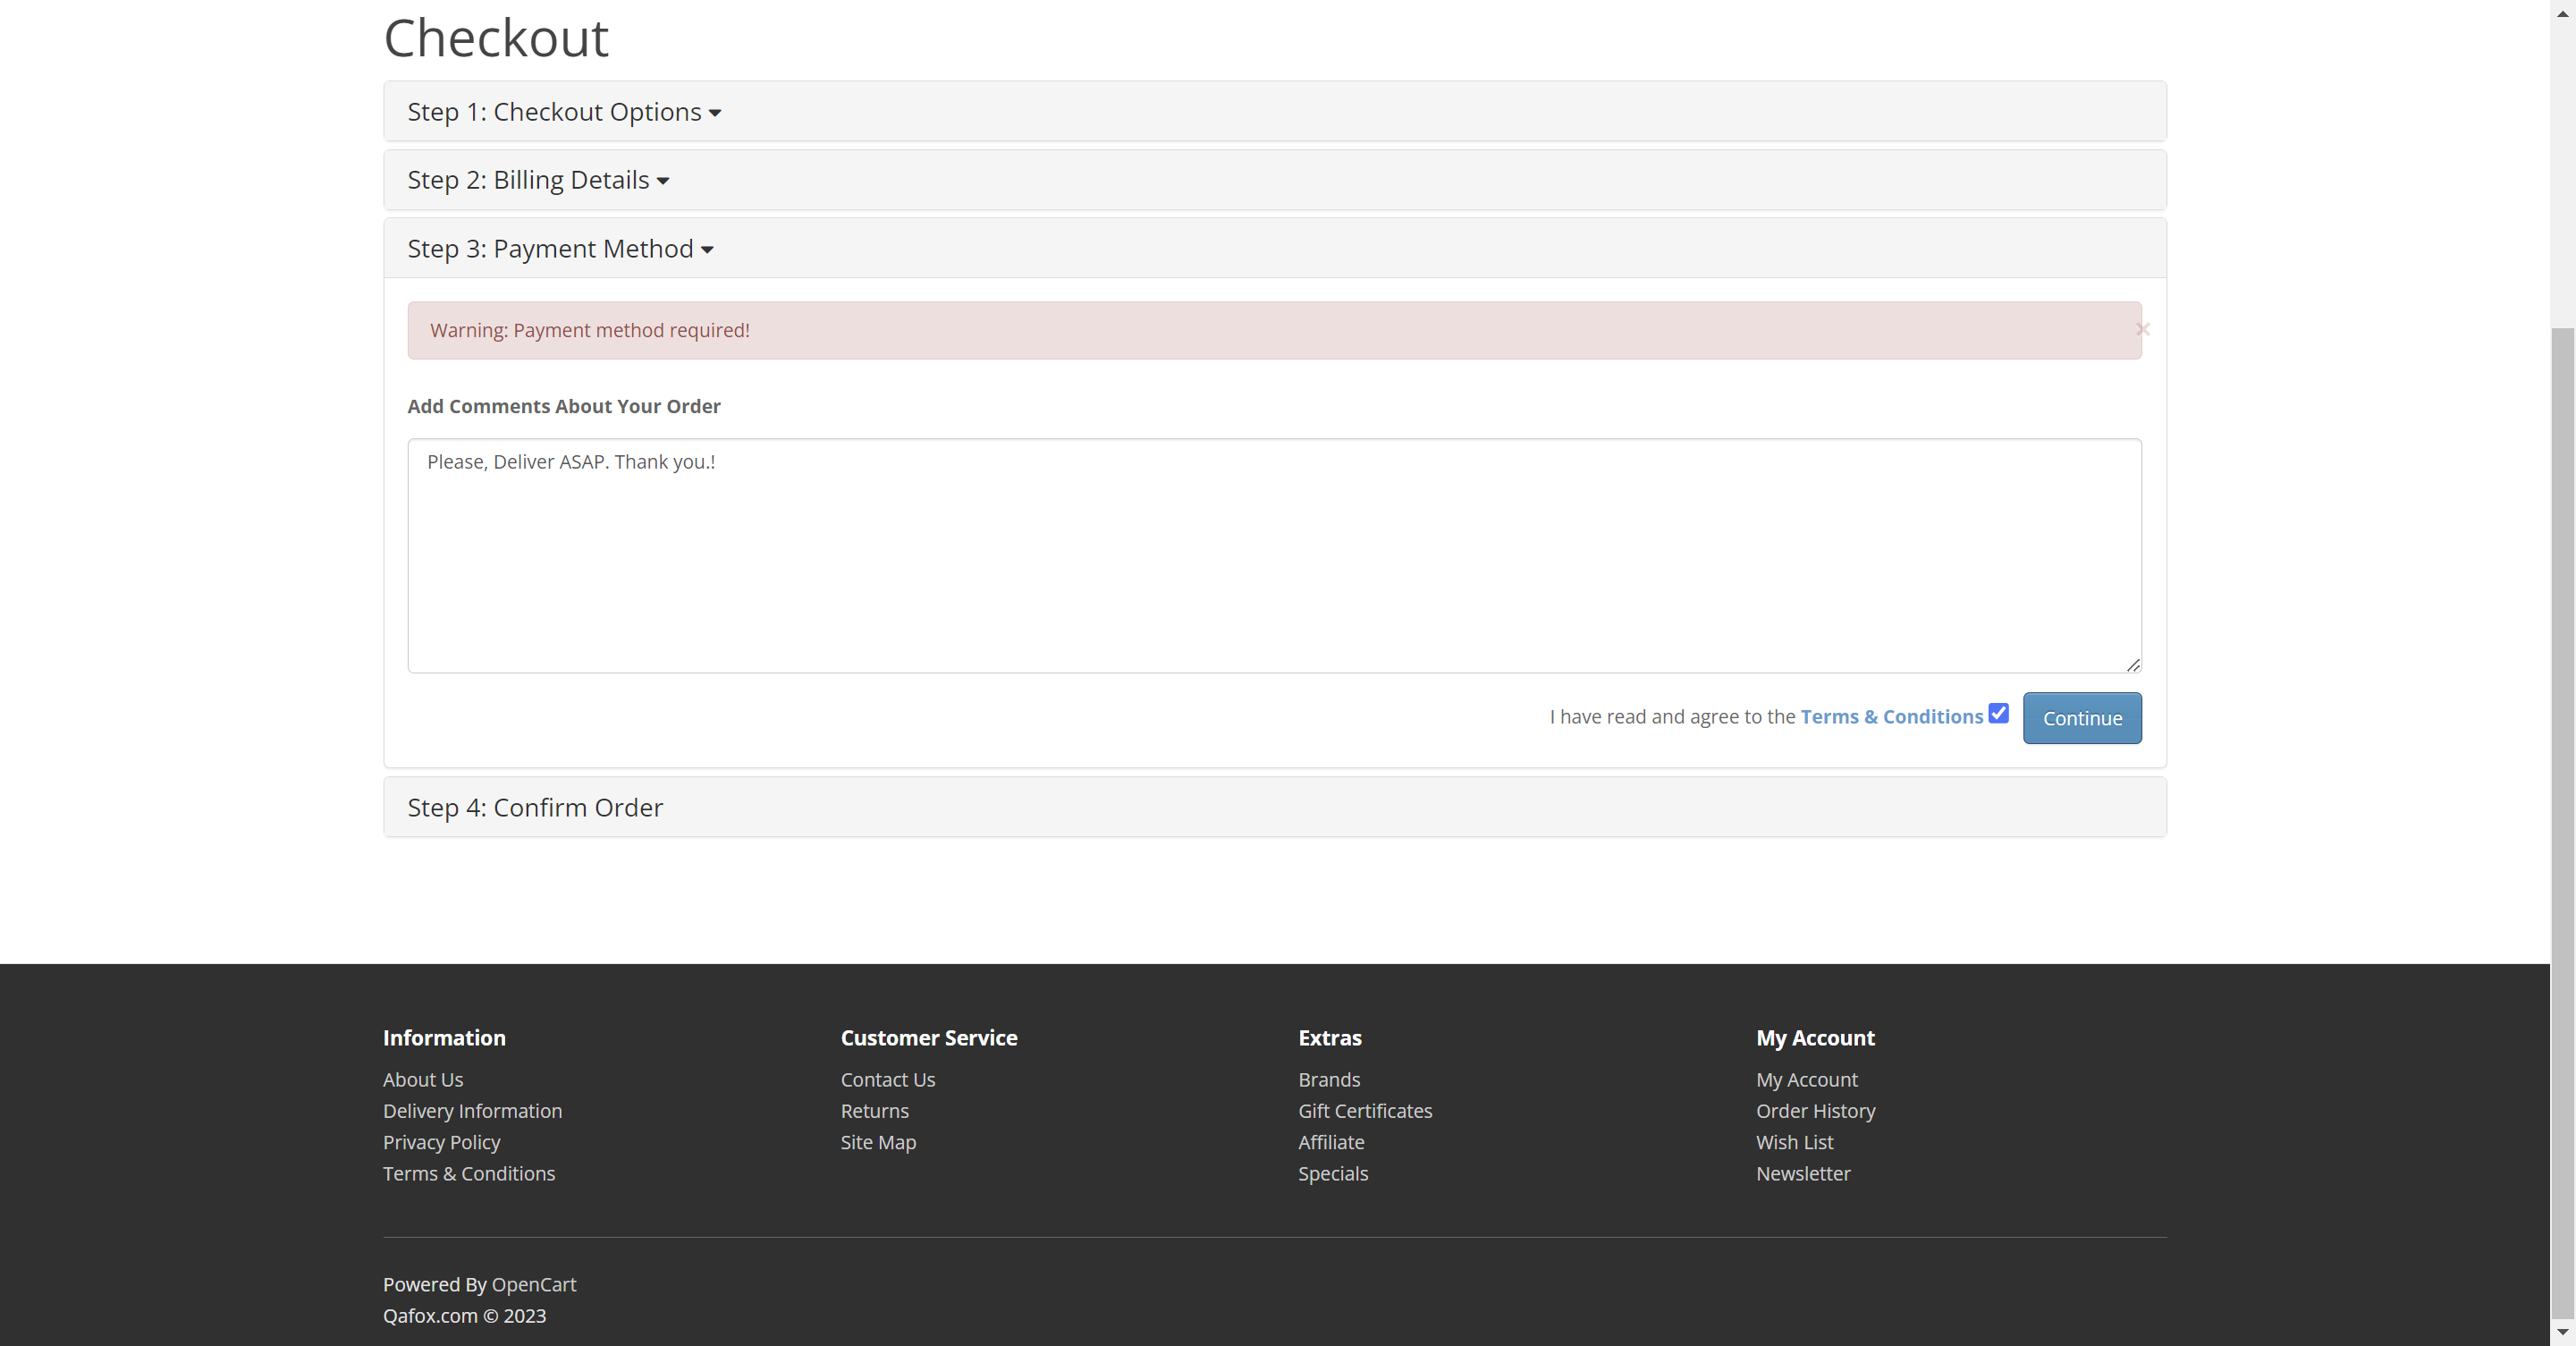 Checkout
Step 1: Checkout Options
Step 2: Billing Details
Step 3: Payment Method
Warning: Payment method required!
Add Comments About Your Order
Please, Deliver ASAP. Thank you.!
I have read and agree to the Terms & Conditions
Continue
Step 4: Confirm Order
Information
About Us
Delivery Information
Privacy Policy
Terms & Conditions
Customer Service
Contact Us
Returns
Site Map
Extras
Brands
Gift Certificates
Affiliate
Specials
My Account
My Account
Order History
Wish List
Newsletter
Powered By OpenCart
Qafox.com © 2023